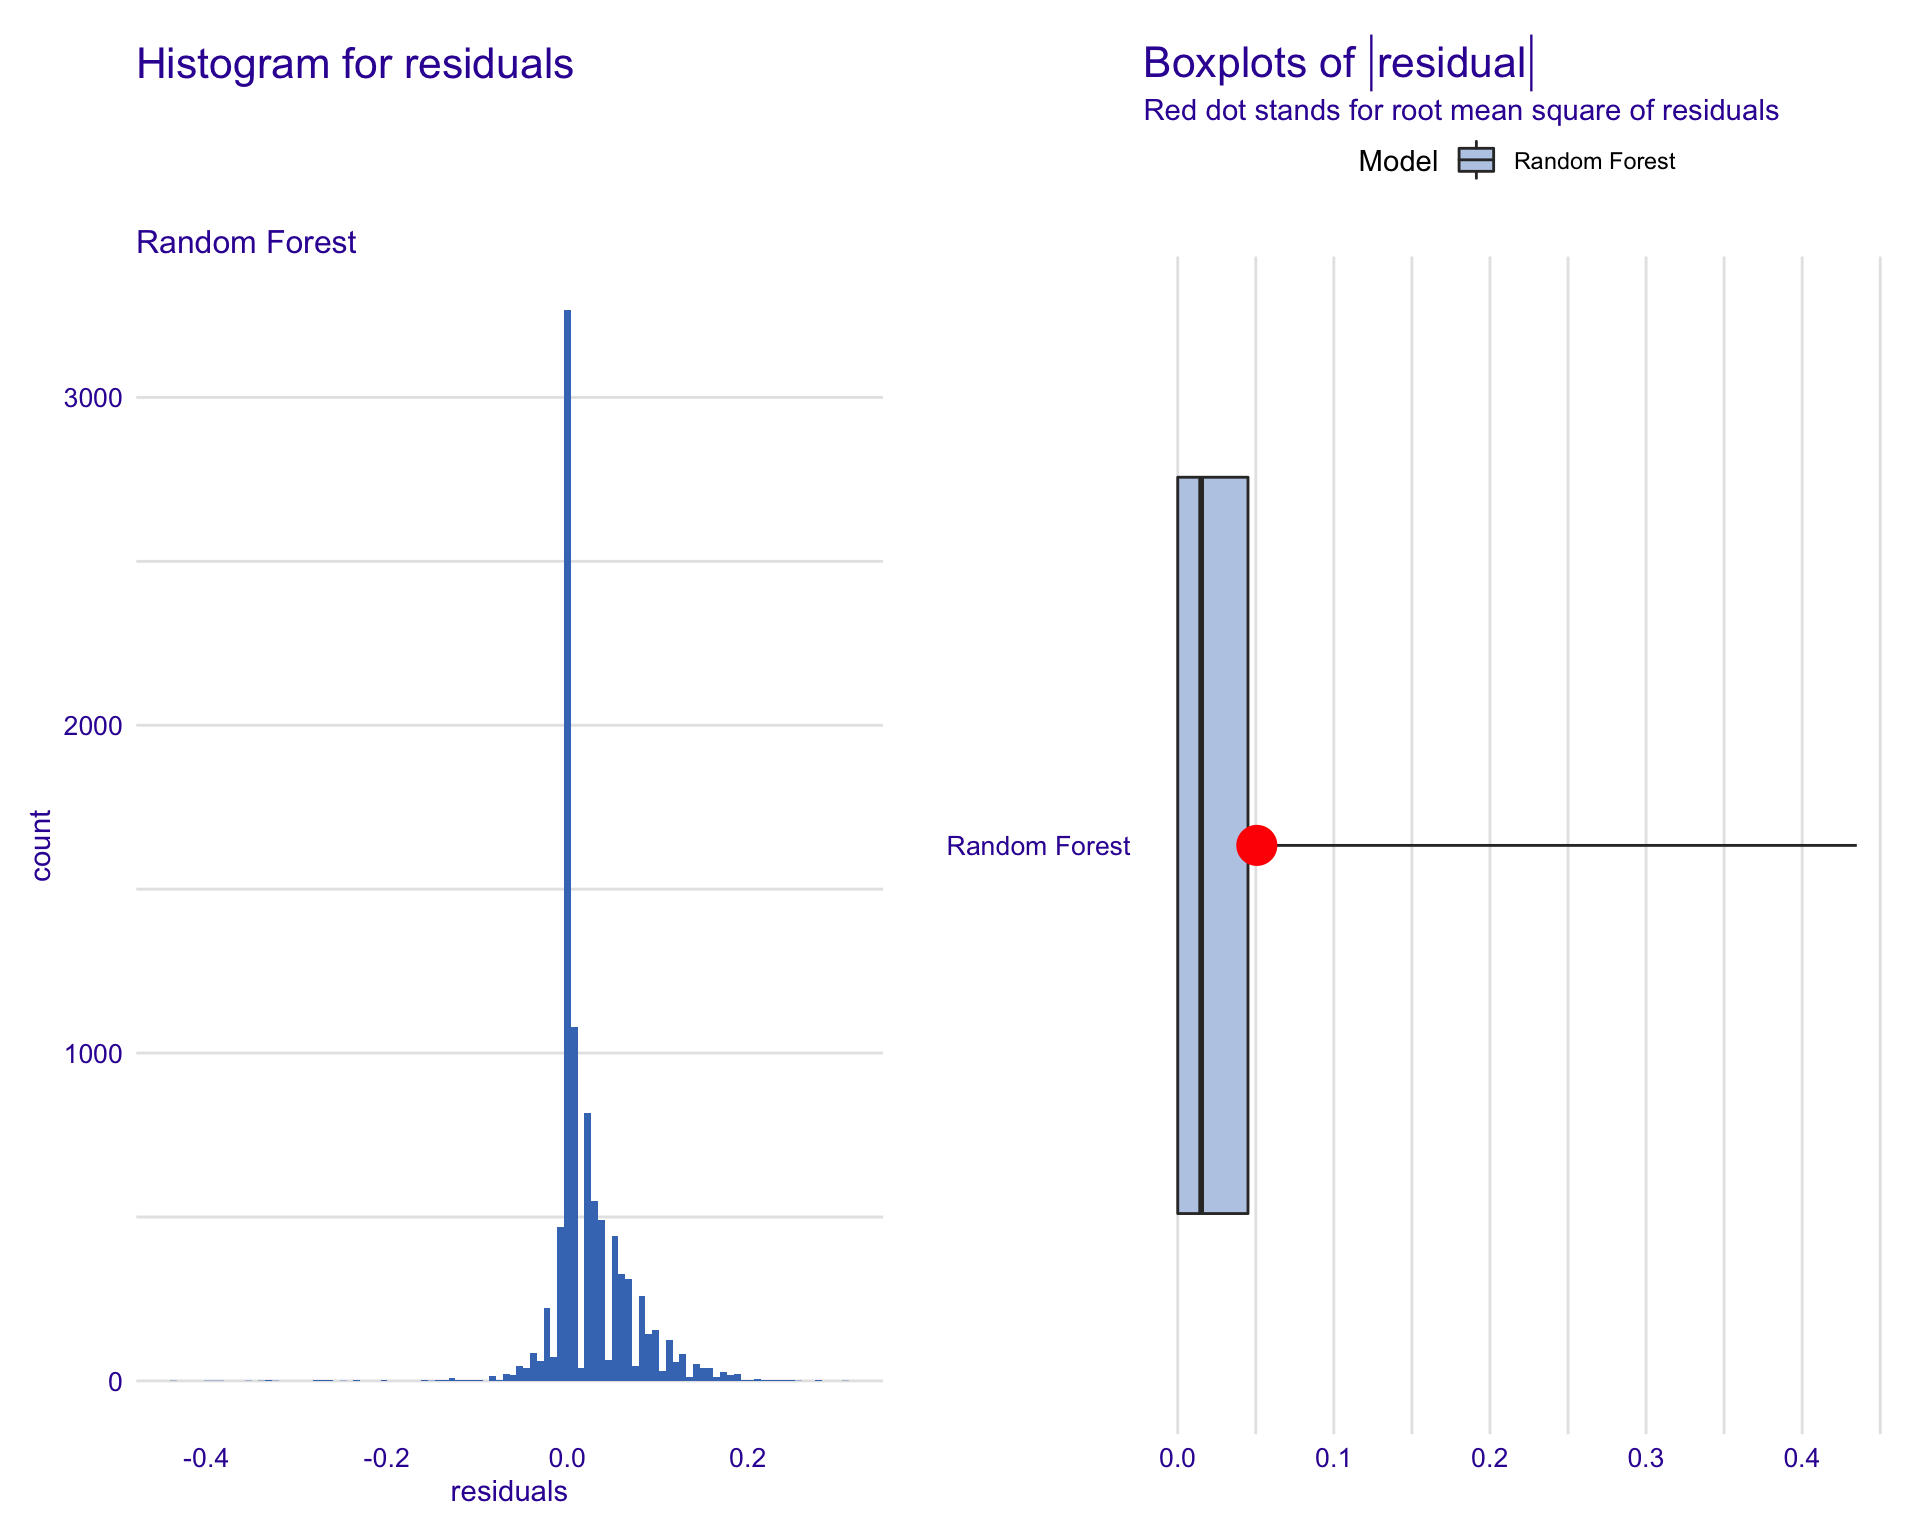 Histogram for residuals
Random Forest
3000
2000
1000
0
count
-0.4 -0.2 0.0 0.2
residuals
Boxplots of |residual|
Red dot stands for root mean square of residuals
Model Random Forest
Random Forest
0.0 0.1 0.2 0.3 0.4